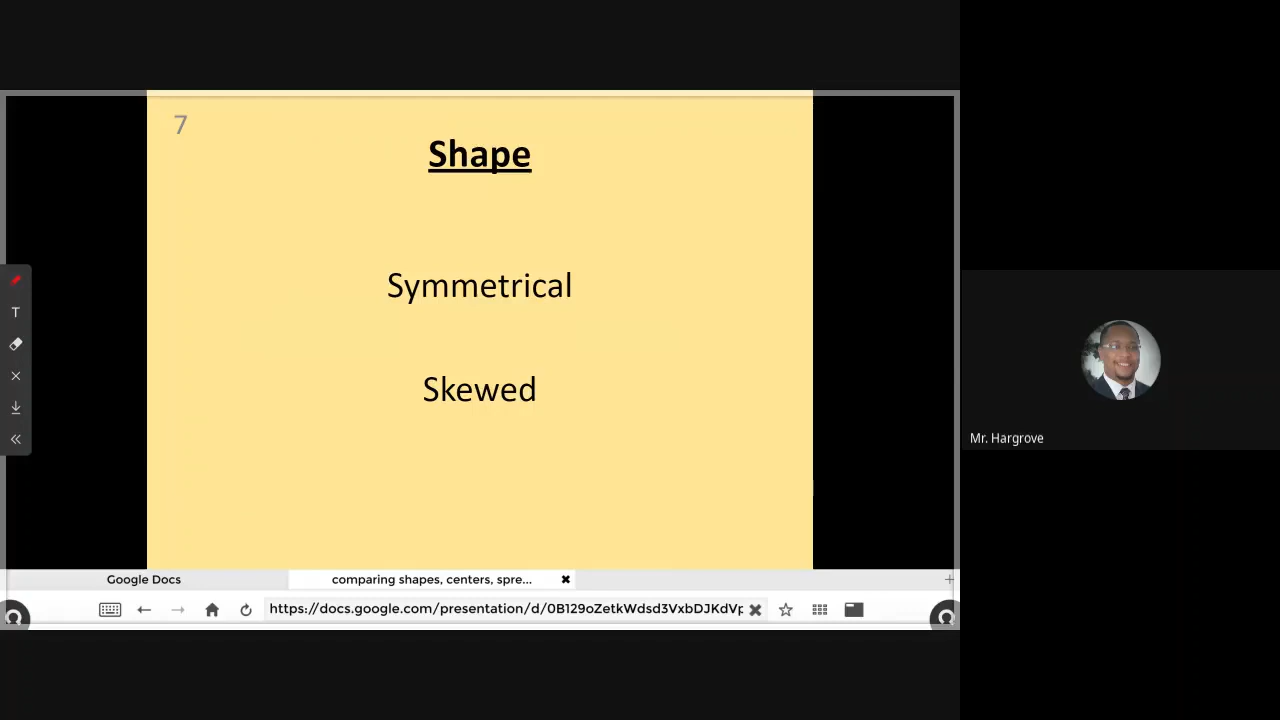 7
Shape
Symmetrical
Skewed
T
Mr. Hargrove
Google Docs
comparing shapes, centers, spre...
https://docs.google.com/presentation/d/0B129oZetkWdsd3VxbDJKdVp